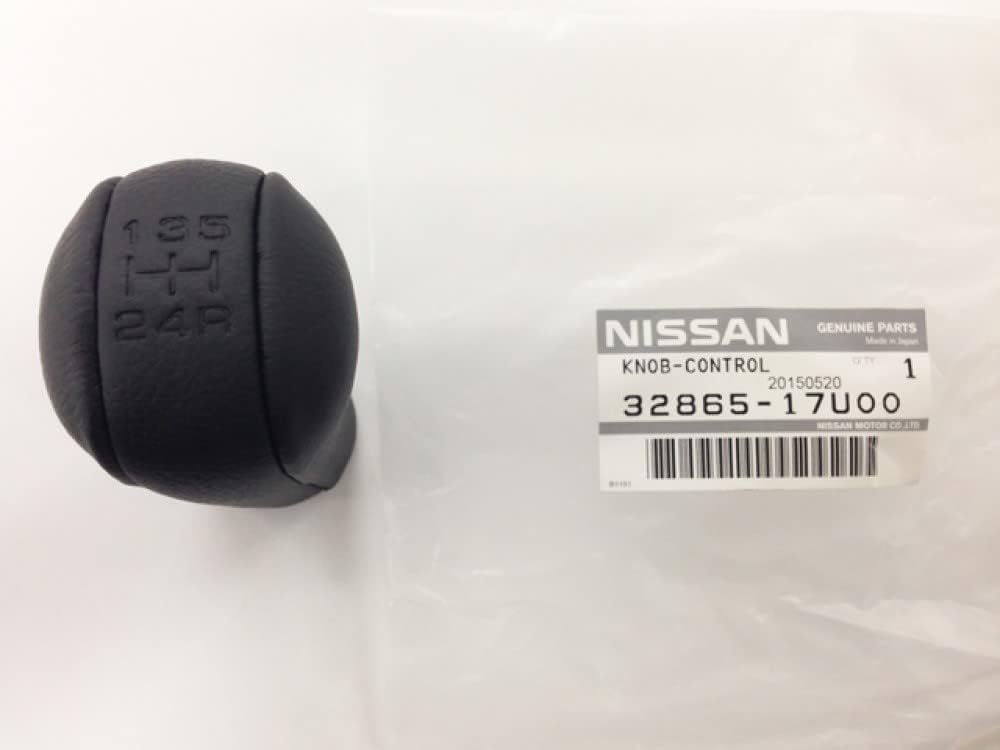 1 3 5
2 4 R
NISSAN GENUINE PARTS
Made in Japan
KNOB-CONTROL Q'TY 1
20150520
32865-17U00
NISSAN MOTOR CO.,LTD